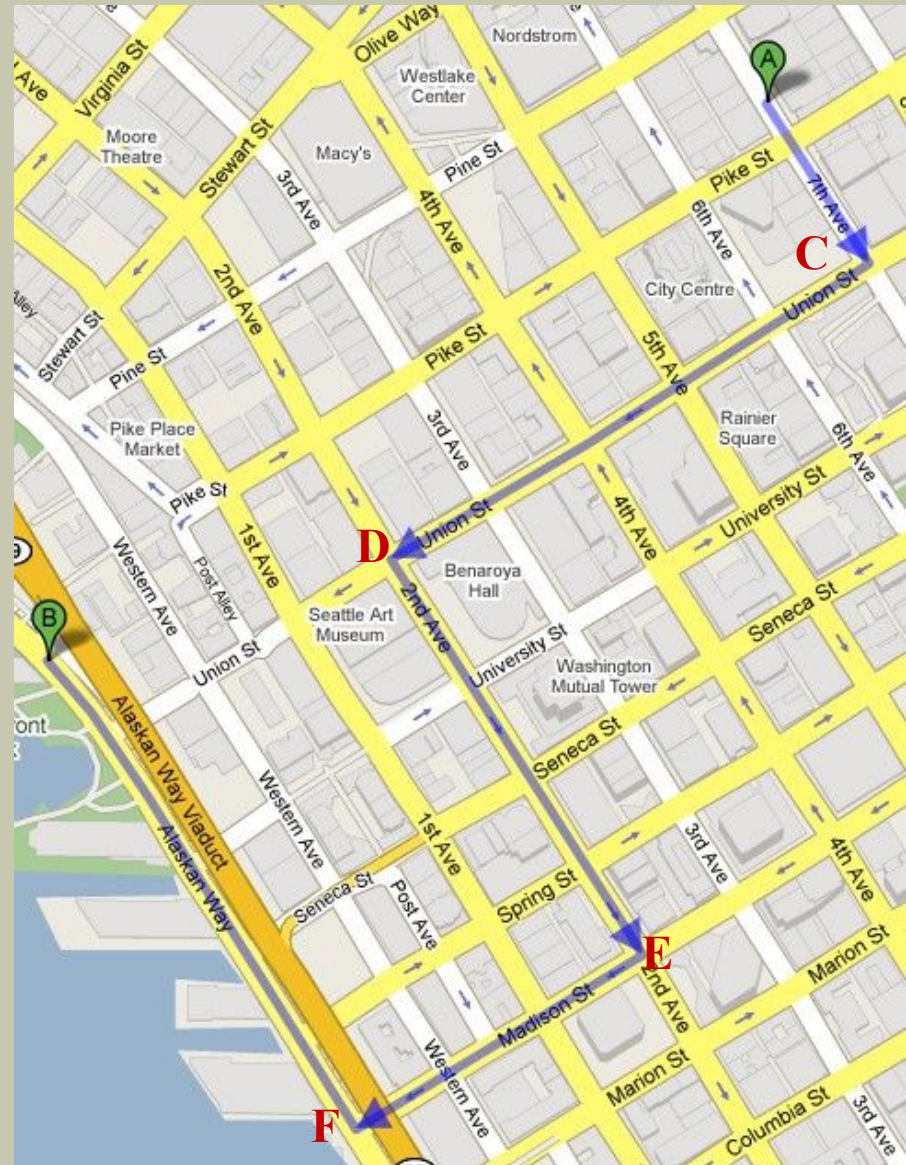 Nordstrom
Olive Way
A
Virginia St
Westlake
Center
Ave
Moore
Theatre
Stewart St
Macy's
Pine St
3rd Ave
Pike St
4th Ave
7th Ave
6th Ave
C
2nd Ave
City Centre
Union St
Alley
Stewart St
5th Ave
Pike St
Pine St
Rainier
Square
3rd Ave
6th Ave
Pike Place
Market
Pike St
University St
Union St
4th Ave
1st Ave
D
9
Western Ave
Post Alley
Benaroya
Hall
2nd Ave
Seattle Art
Museum
B
Seneca St
University St
Union St
Washington
Mutual Tower
ront
Alaskan Way Viaduct
Seneca St
Western Ave
1st Ave
3rd Ave
4th Ave
Alaskan Way
Seneca St
Post Ave
Spring St
E
Marion St
2nd Ave
Madison St
Western Ave
Marion St
F
Columbia St
3rd Ave